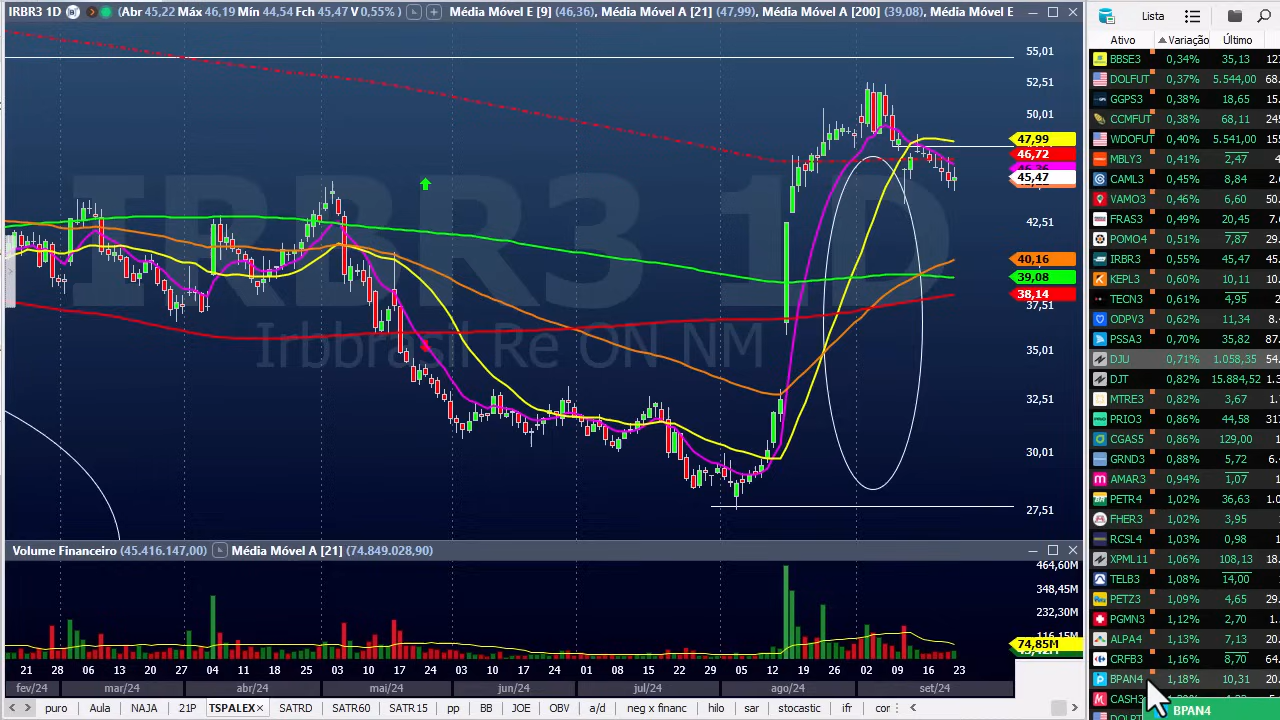 IRBR3 1D (Abr 45,22 Máx 46,19 Mín 44,54 Fch 45,47 V 0,55% ) Média Móvel A [9] (46,36), Média Móvel A [21] (47,99), Média Móvel A [200] (39,08), Média Móvel E
IRBR3 1D
Irbbrasil Re ON NM
55,01
52,51
50,01
47,99
46,72
45,47
42,51
40,16
39,08
38,14
37,51
35,01
32,51
30,01
27,51
Volume Financeiro (45.416.147,00) Média Móvel A [21] (74.849.028,90)
464,60M
348,45M
232,30M
116,15M
74,85M
21 06 13 20 27 04 11 18 25 03 10 17 24 03 10 17 24 02 08 15 22 29 05 12 19 26 02 09 16 23
fev/24 mar/24 abr/24 mai/24 jun/24 jul/24 ago/24 set/24
puro Aula NAJA 21P TSPALEX SATRD SATR60 15 pp BB JOE OBP adl neg infinc foc sar stocas ifr cor
Lista
Ativo Variação Último
BBSE3 0,34% 35,13
DOLFUT 0,37% 5.544,00
GGPS3 0,38% 18,65
CCMFUT 0,38% 68,11
WDOFUT 0,40% 5.541,00
MBLY3 0,41% 2,47
CAML3 0,45% 8,84
VAMO3 0,46% 6,60
FRAS3 0,49% 20,45
POMO4 0,51% 7,87
IRBR3 0,55% 45,47
KEPL3 0,60% 10,11
TECN3 0,61% 4,95
ODPV3 0,62% 11,34
PSSA3 0,70% 35,82
DJU 0,71% 1.058,35
DJT 0,82% 15.884,52
MTRE3 0,82% 3,67
PRIO3 0,86% 44,58
CGAS5 0,86% 129,00
GRND3 0,88% 5,72
AMAR3 0,94% 1,07
PETR4 1,02% 36,63
FHER3 1,02% 3,95
RCSL4 1,03% 0,98
XPML11 1,06% 108,13
TELB3 1,08% 14,00
PETZ3 1,09% 4,65
PGMN3 1,12% 2,70
ALPA4 1,13% 7,13
CRFB3 1,16% 8,70
BPAN4 1,18% 10,31
CASH3
BPAN4